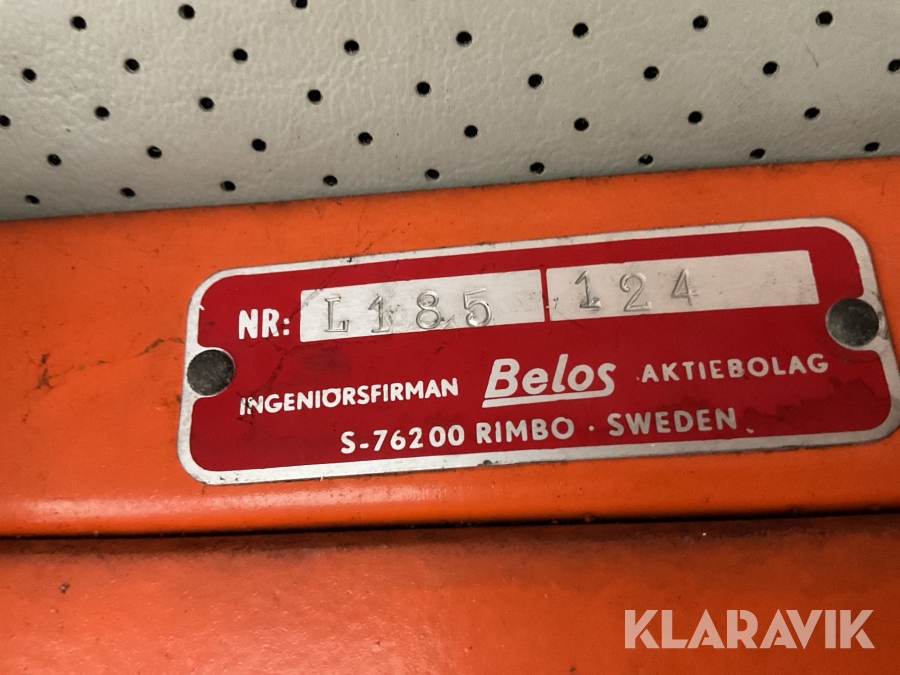 NR: L185 124
INGENIÖRSFIRMAN Belos AKTIEBOLAG
S-76200 RIMBO · SWEDEN
KLARAVIK